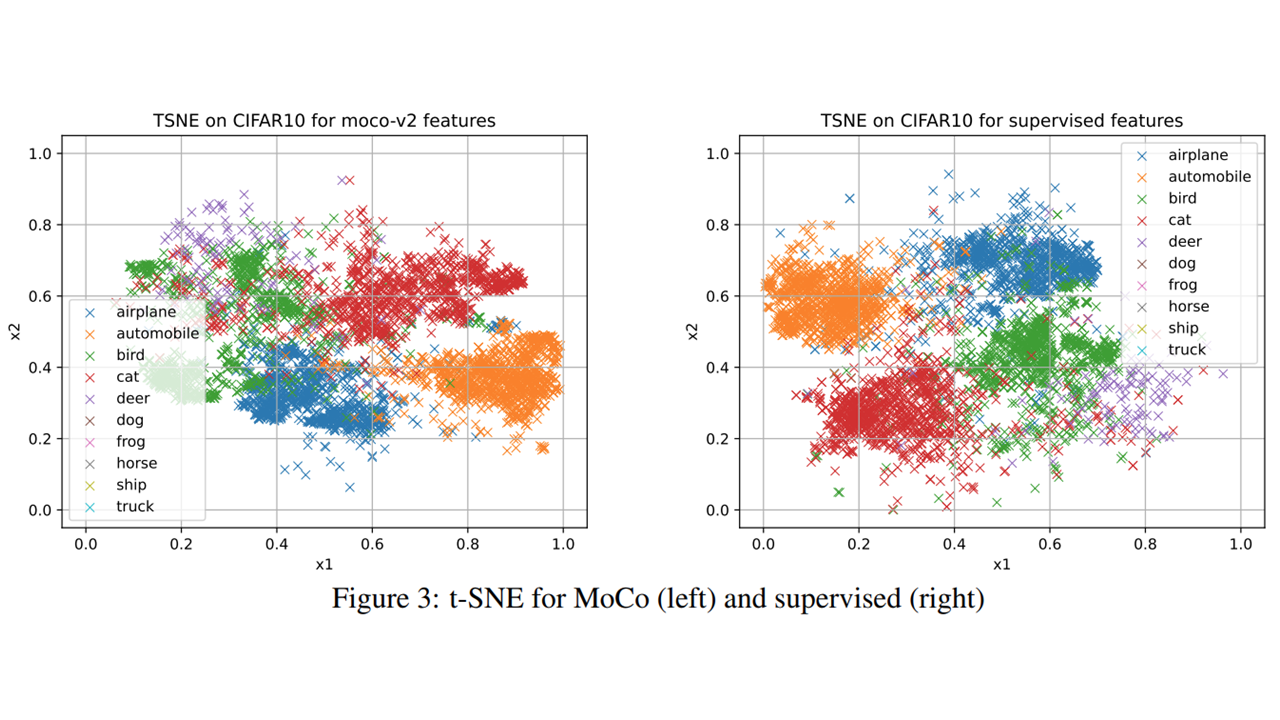 TSNE on CIFAR10 for moco-v2 features
1.0
0.8
0.6
0.4
0.2
0.0
x2
airplane
automobile
bird
cat
deer
dog
frog
horse
ship
truck
0.0 0.2 0.4 0.6 0.8 1.0
x1
TSNE on CIFAR10 for supervised features
1.0
0.8
0.6
0.4
0.2
0.0
x2
airplane
automobile
bird
cat
deer
dog
frog
horse
ship
truck
0.0 0.2 0.4 0.6 0.8 1.0
x1
Figure 3: t-SNE for MoCo (left) and supervised (right)